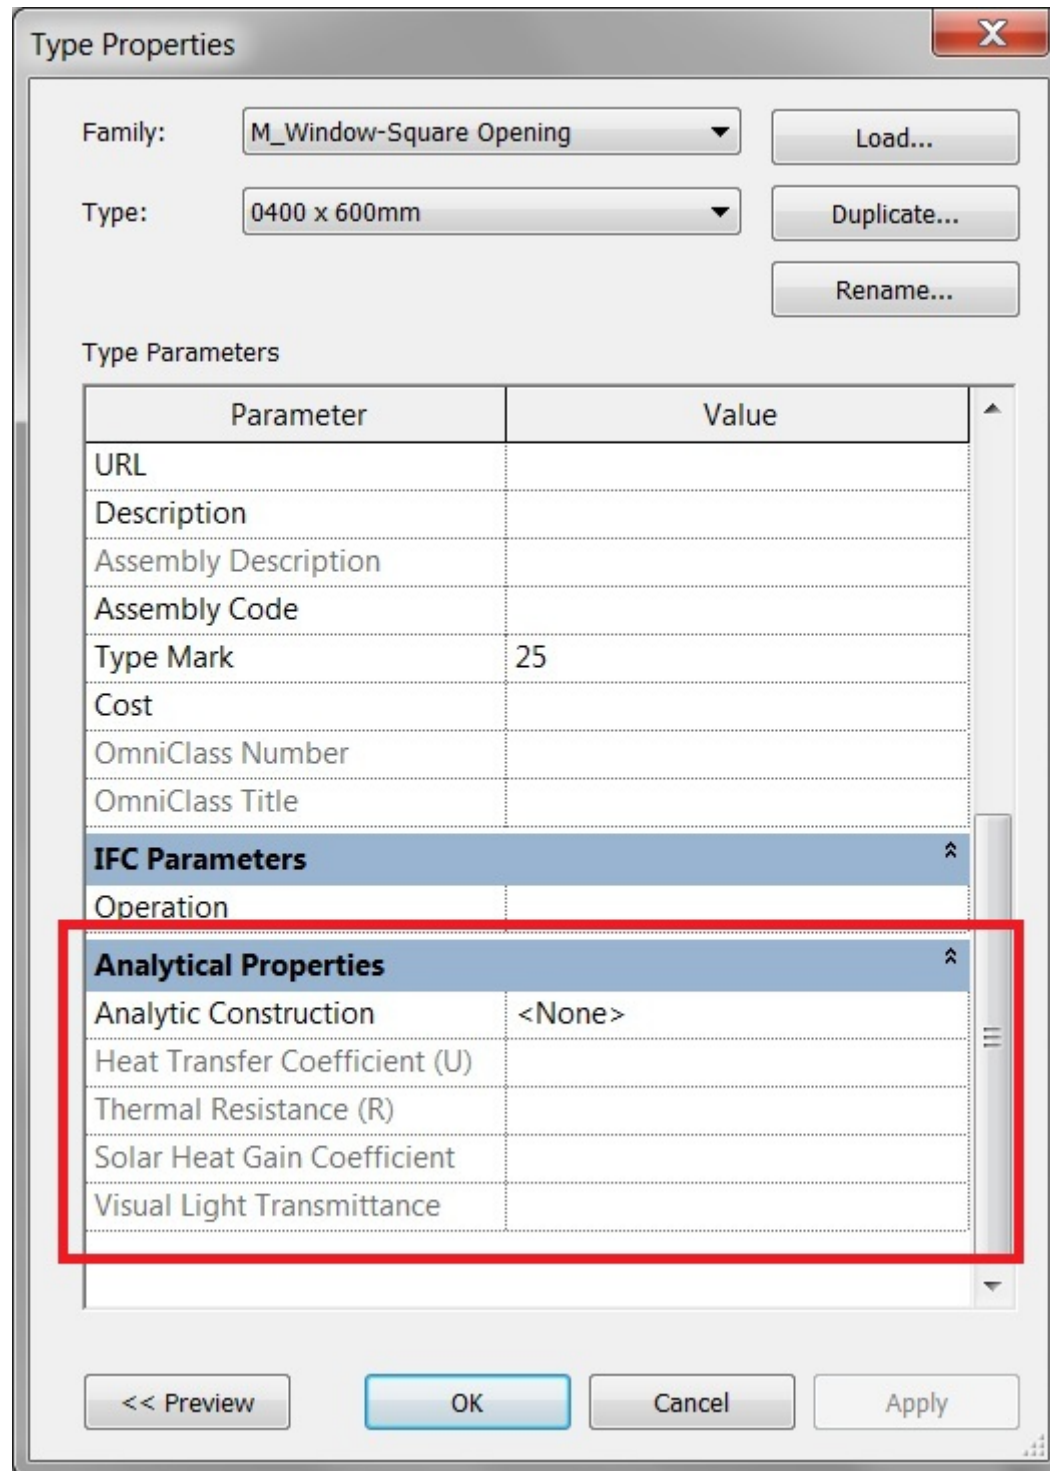 Type Properties
Family: M_Window-Square Opening Load...
Type: 0400 x 600mm Duplicate...
Rename...
Type Parameters
Parameter Value
URL
Description
Assembly Description
Assembly Code
Type Mark 25
Cost
OmniClass Number
OmniClass Title
IFC Parameters
Operation
Analytical Properties
Analytic Construction <None>
Heat Transfer Coefficient (U)
Thermal Resistance (R)
Solar Heat Gain Coefficient
Visual Light Transmittance
<< Preview OK Cancel Apply